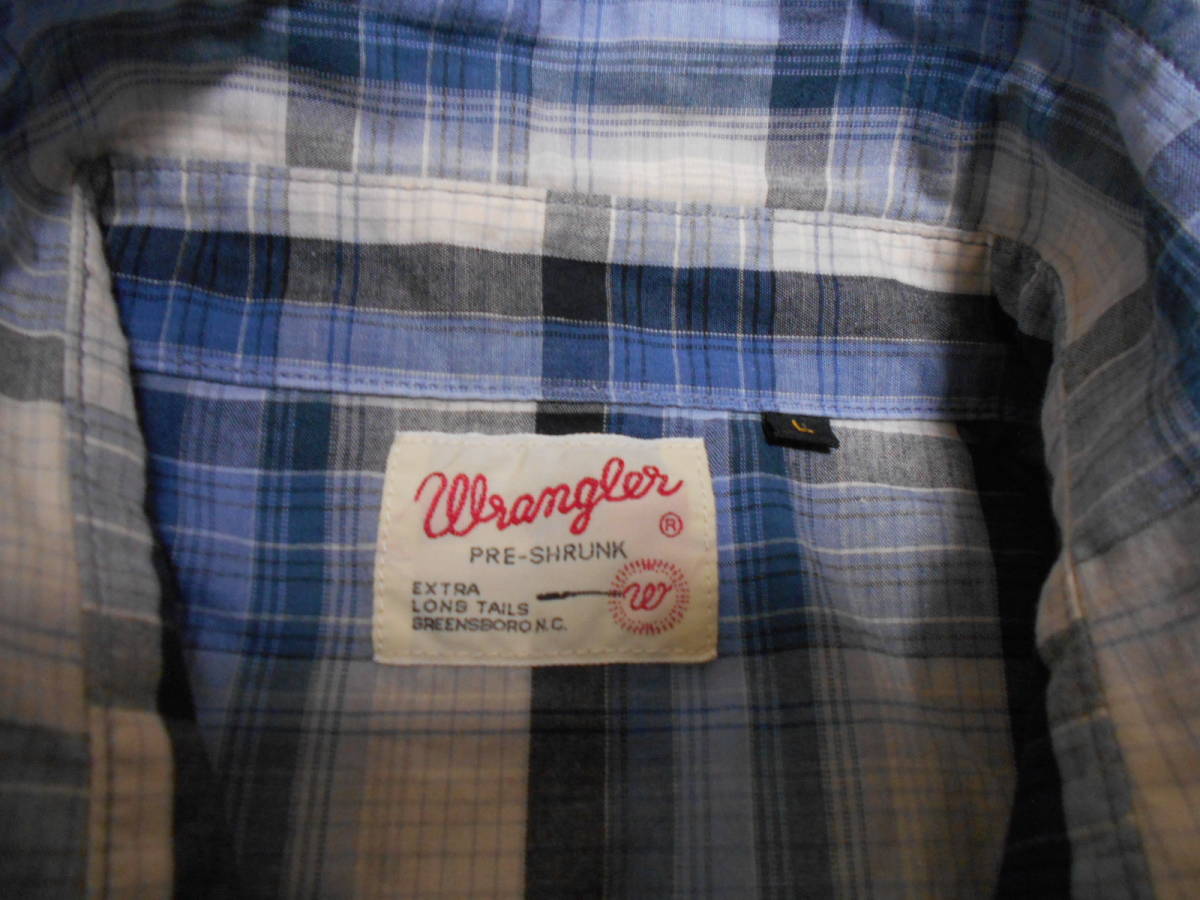 Wrangler ®
PRE-SHRUNK
EXTRA
LONG TAILS
GREENSBORO N.C.
W